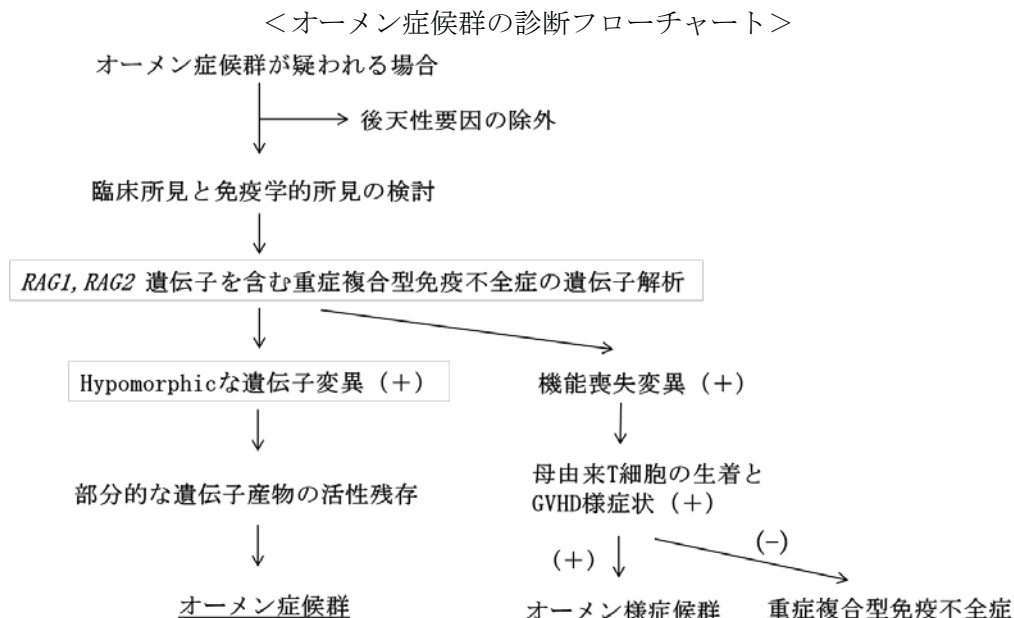 ＜オーメン症候群の診断フローチャート＞
オーメン症候群が疑われる場合
後天性要因の除外
臨床所見と免疫学的所見の検討
RAG1, RAG2 遺伝子を含む重症複合型免疫不全症の遺伝子解析
Hypomorphicな遺伝子変異（＋）
機能喪失変異（＋）
部分的な遺伝子産物の活性残存
母由来T細胞の生着と
GVHD様症状（＋）
（＋）
（−）
オーメン症候群
オーメン様症候群
重症複合型免疫不全症